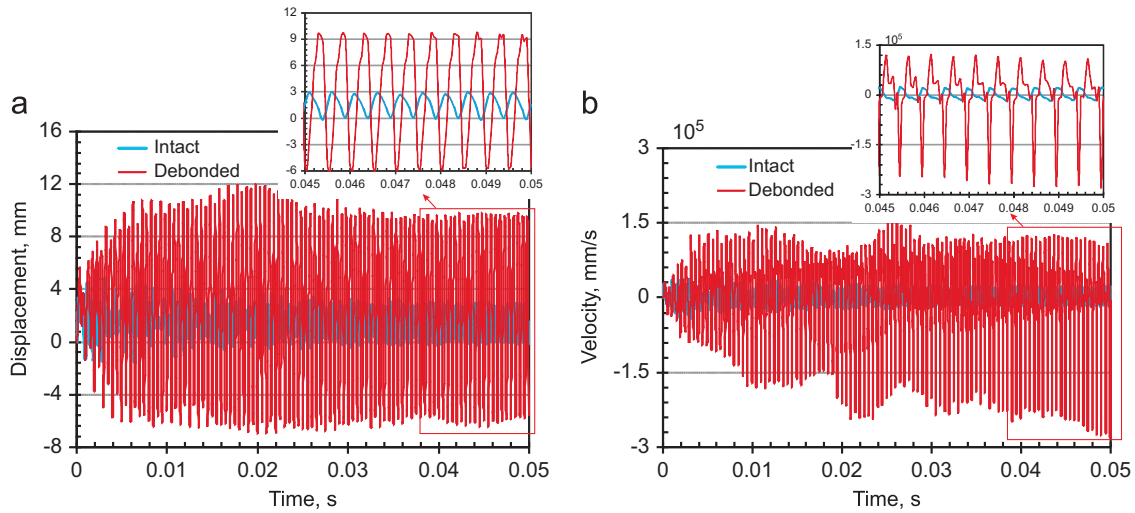 a
12
9
6
3
0
-3
-6
0.045 0.046 0.047 0.048 0.049 0.05
16
12
8
4
0
-4
-8
Intact
Debonded
Displacement, mm
0 0.01 0.02 0.03 0.04 0.05
Time, s
b
10⁵
1.5
0
-1.5
-3
0.045 0.046 0.047 0.048 0.049 0.05
10⁵
3
1.5
0
-1.5
-3
Intact
Debonded
Velocity, mm/s
0 0.01 0.02 0.03 0.04 0.05
Time, s